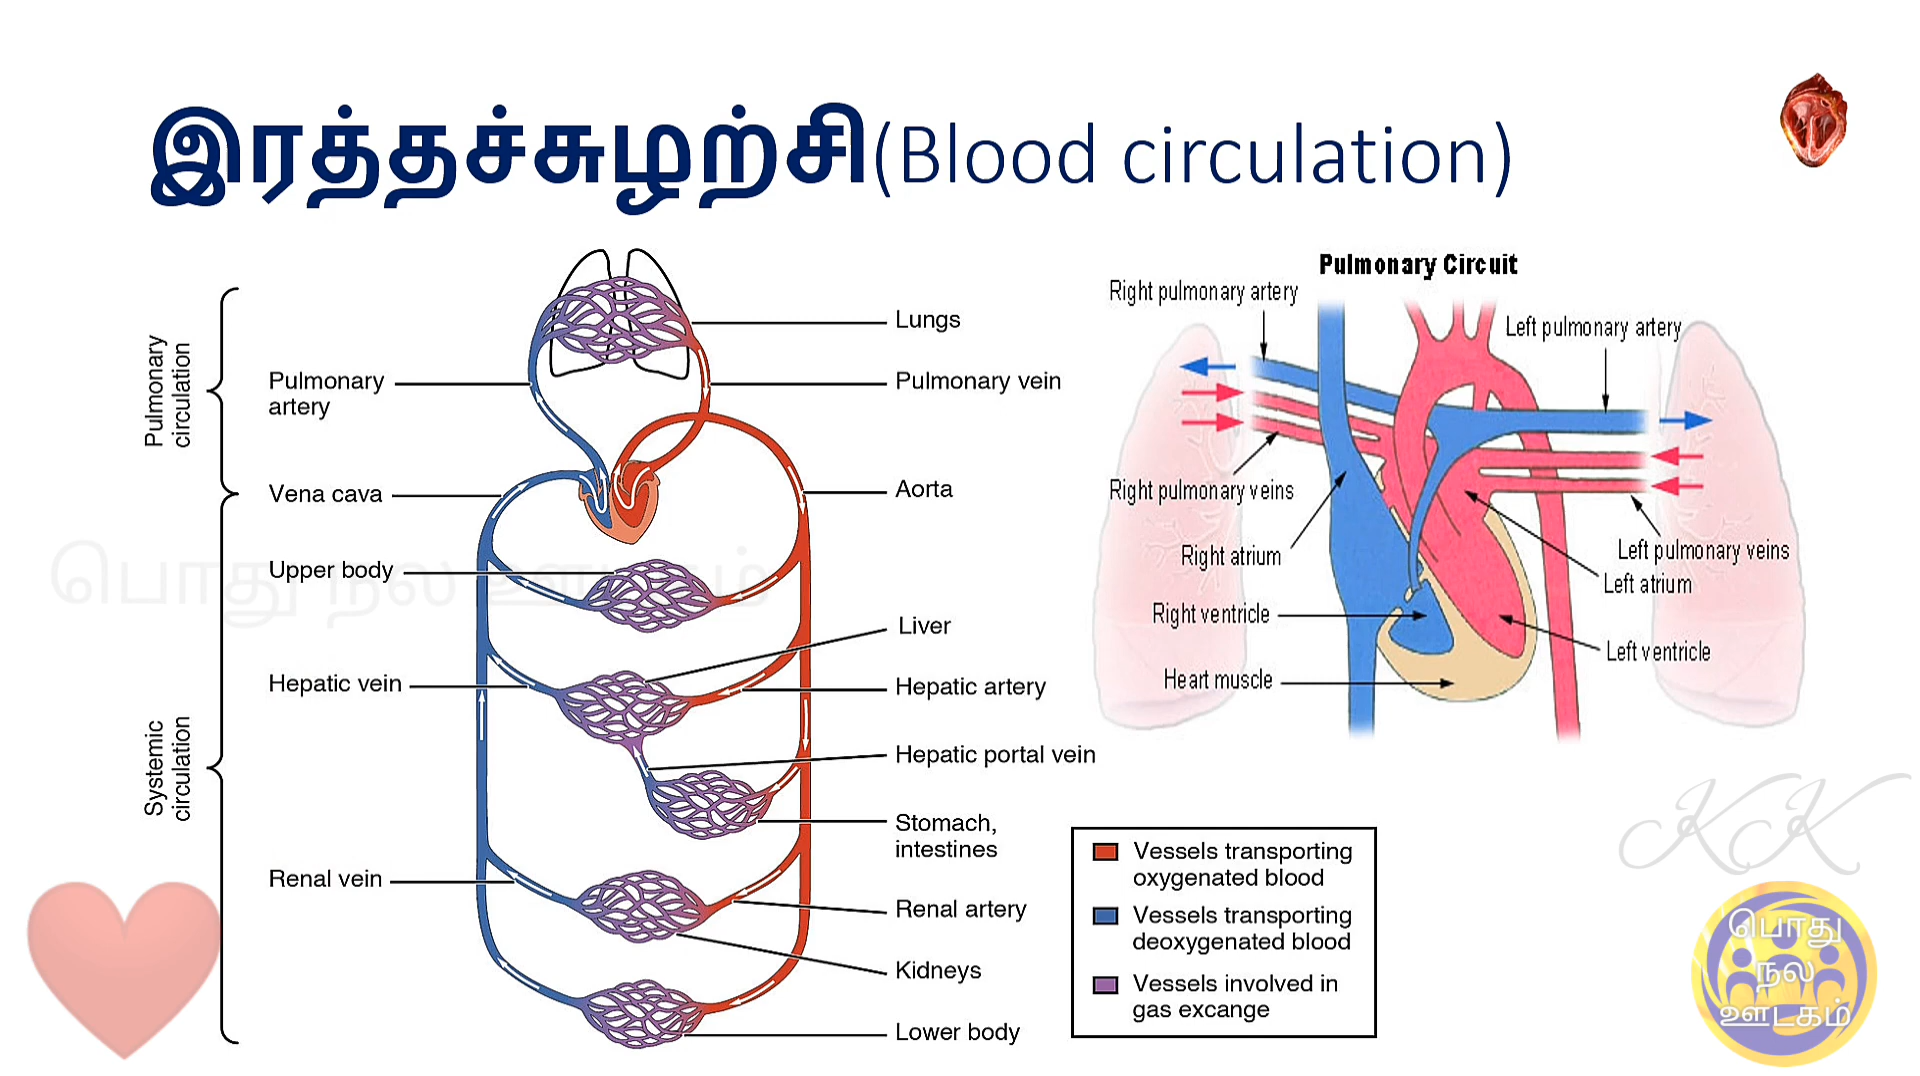 இரத்தச்சுழற்சி(Blood circulation)
Pulmonary
circulation
Systemic
circulation
Pulmonary
artery
Vena cava
Upper body
Hepatic vein
Renal vein
Lungs
Pulmonary vein
Aorta
Liver
Hepatic artery
Hepatic portal vein
Stomach,
intestines
Renal artery
Kidneys
Lower body
Pulmonary Circuit
Right pulmonary artery
Left pulmonary artery
Right pulmonary veins
Right atrium
Right ventricle
Heart muscle
Left pulmonary veins
Left atrium
Left ventricle
Vessels transporting
oxygenated blood
Vessels transporting
deoxygenated blood
Vessels involved in
gas excange
பொது நல ஊடகம்
KK
பொது
நல
ஊடகம்